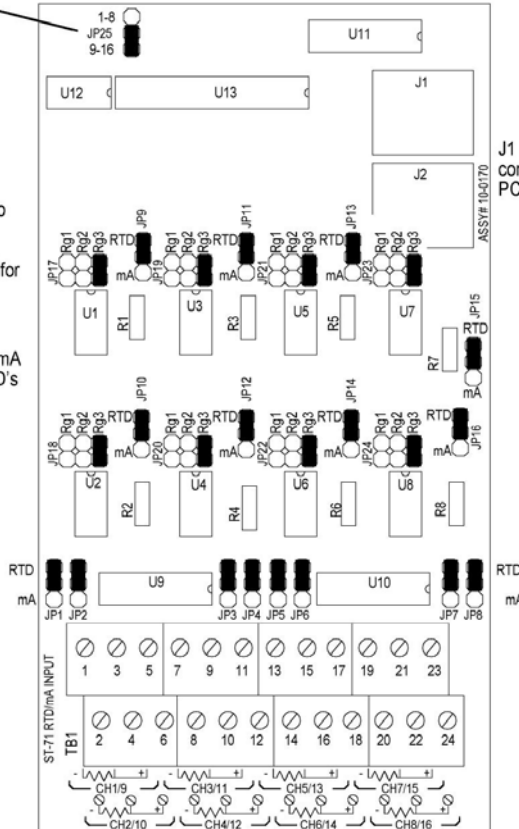 1-8
JP25
9-16
U11
U12
U13
J1
J1
J2
ASSY# 10-0170
for
mA
JP9
JP11
JP13
JP17
Rg1
Rg2
Rg3
RTD
mA
JP19
Rg1
Rg2
Rg3
RTD
mA
JP21
Rg1
Rg2
Rg3
RTD
mA
JP23
Rg1
Rg2
Rg3
U1
R1
U3
R3
U5
R5
U7
R7
JP15
RTD
mA
JP10
JP12
JP14
JP18
Rg1
Rg2
Rg3
RTD
mA
JP20
Rg1
Rg2
Rg3
RTD
mA
JP22
Rg1
Rg2
Rg3
RTD
mA
JP24
Rg1
Rg2
Rg3
RTD
mA
JP16
U2
R2
U4
R4
U6
R6
U8
R8
RTD
U9
U10
RTD
mA
JP1 JP2
JP3 JP4 JP5 JP6
JP7 JP8
mA
ST-71 RTD/mA INPUT
1 3 5 7 9 11 13 15 17 19 21 23
TB1
2 4 6 8 10 12 14 16 18 20 22 24
- + - + - + - +
CH1/9 CH3/11 CH5/13 CH7/15
- + - + - + - +
CH2/10 CH4/12 CH6/14 CH8/16